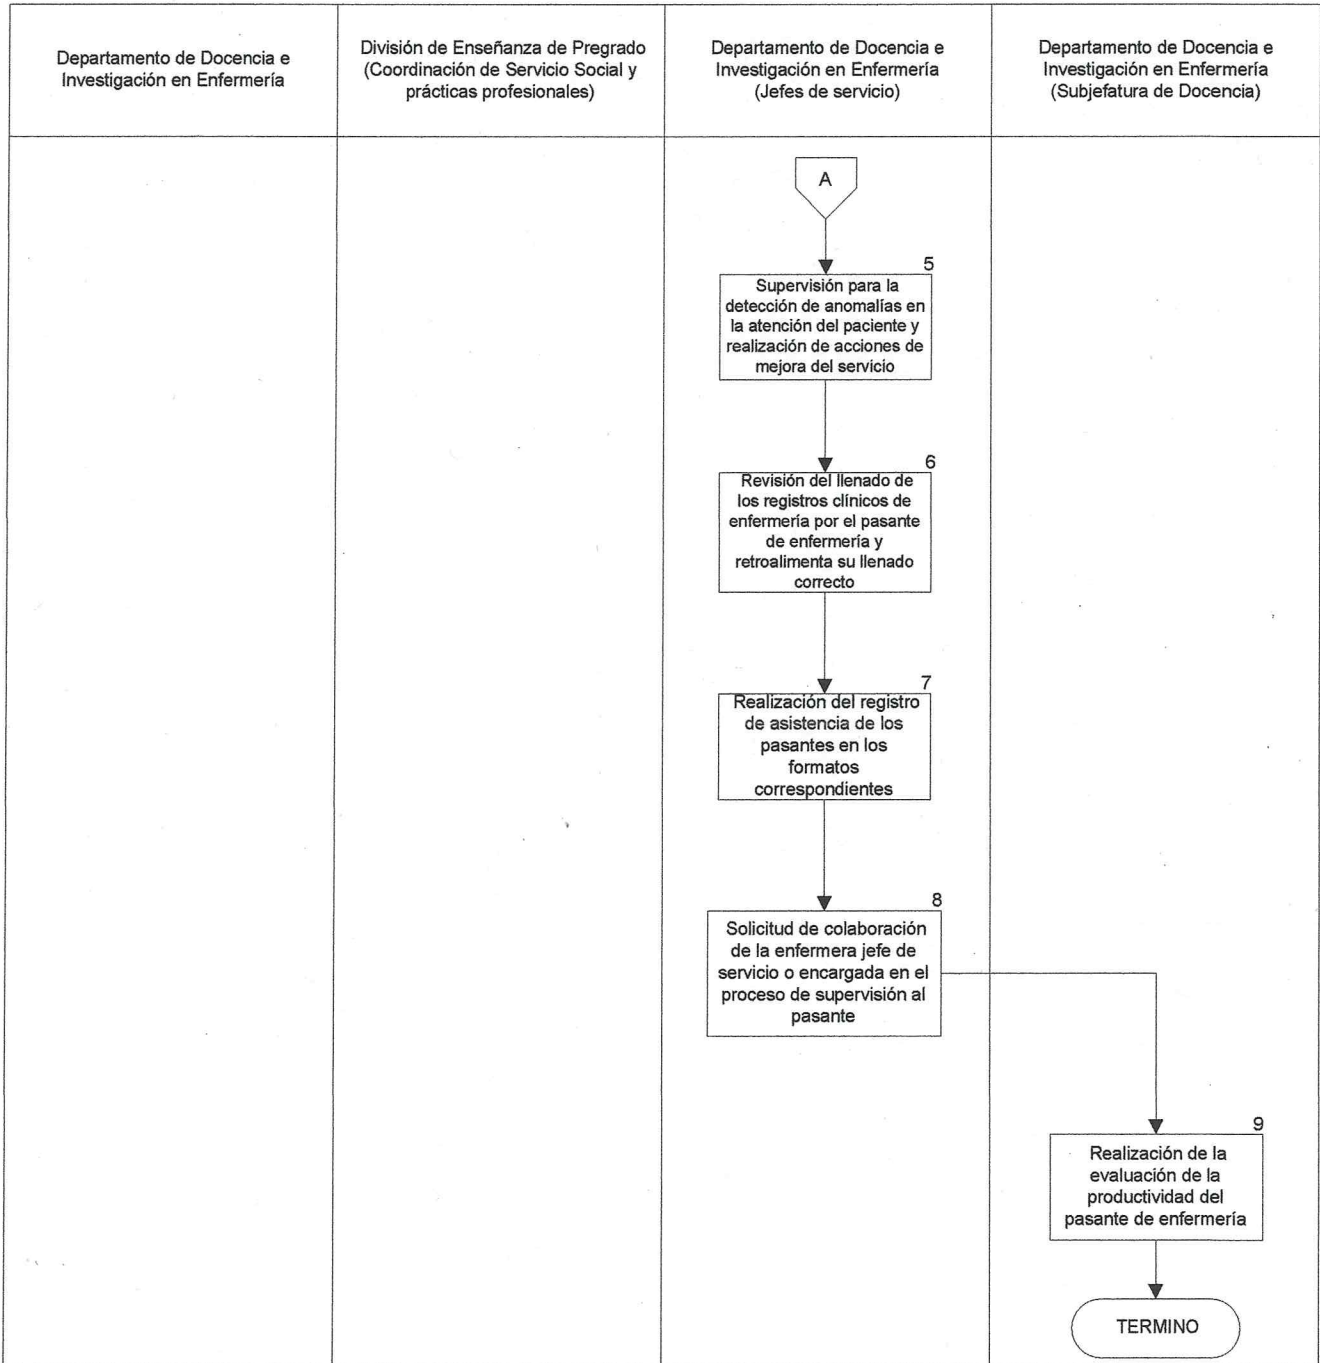 Departamento de Docencia e
Investigación en Enfermería
División de Enseñanza de Pregrado
(Coordinación de Servicio Social y
prácticas profesionales)
Departamento de Docencia e
Investigación en Enfermería
(Jefes de servicio)
Departamento de Docencia e
Investigación en Enfermería
(Subjefatura de Docencia)
A
5
Supervisión para la
detección de anomalías en
la atención del paciente y
realización de acciones de
mejora del servicio
6
Revisión del llenado de
los registros clínicos de
enfermería por el pasante
de enfermería y
retroalimenta su llenado
correcto
7
Realización del registro
de asistencia de los
pasantes en los
formatos
correspondientes
8
Solicitud de colaboración
de la enfermera jefe de
servicio o encargada en el
proceso de supervisión al
pasante
9
Realización de la
evaluación de la
productividad del
pasante de enfermería
TERMINO